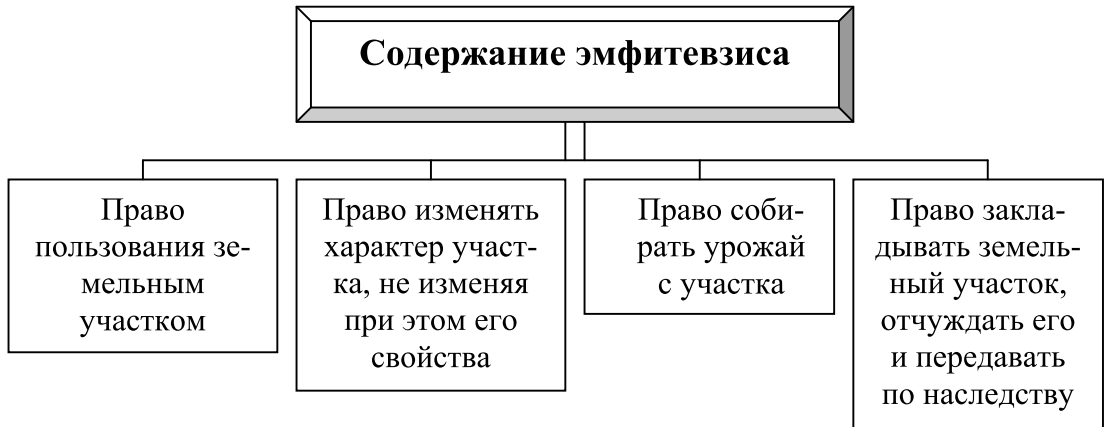 Содержание эмфитевзиса
Право
пользования зе-
мельным
участком
Право изменять
характер участ-
ка, не изменяя
при этом его
свойства
Право соби-
рать урожай
с участка
Право закла-
дывать земель-
ный участок,
отчуждать его
и передавать
по наследству